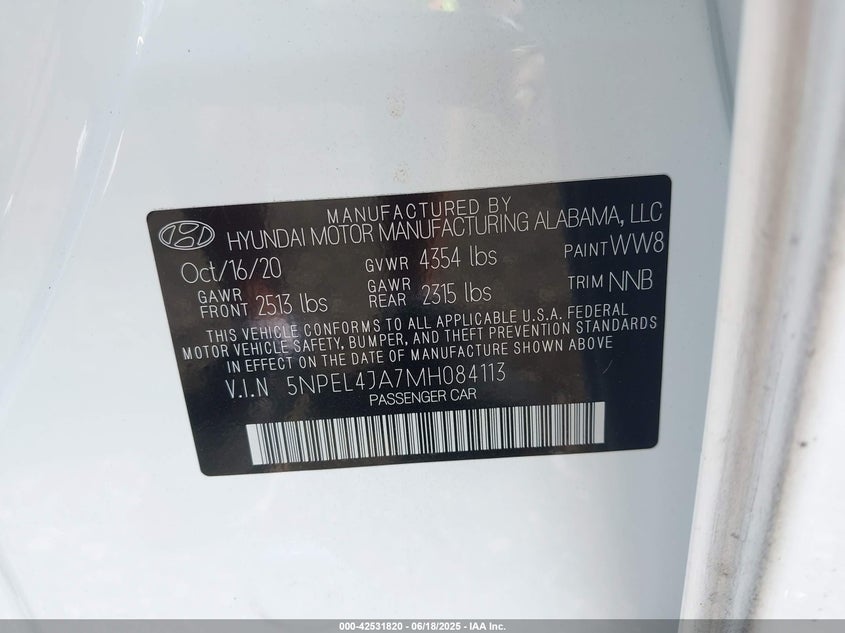 MANUFACTURED BY
HYUNDAI MOTOR MANUFACTURING ALABAMA, LLC
Oct/16/20 GVWR 4354 lbs PAINT WW8
GAWR FRONT 2513 lbs GAWR REAR 2315 lbs TRIM NNB
THIS VEHICLE CONFORMS TO ALL APPLICABLE U.S.A. FEDERAL
MOTOR VEHICLE SAFETY, BUMPER, AND THEFT PREVENTION STANDARDS
IN EFFECT ON THE DATE OF MANUFACTURE SHOWN ABOVE
V.I.N 5NPEL4JA7MH084113
PASSENGER CAR
000-42531820 - 06/18/2025 - IAA Inc.